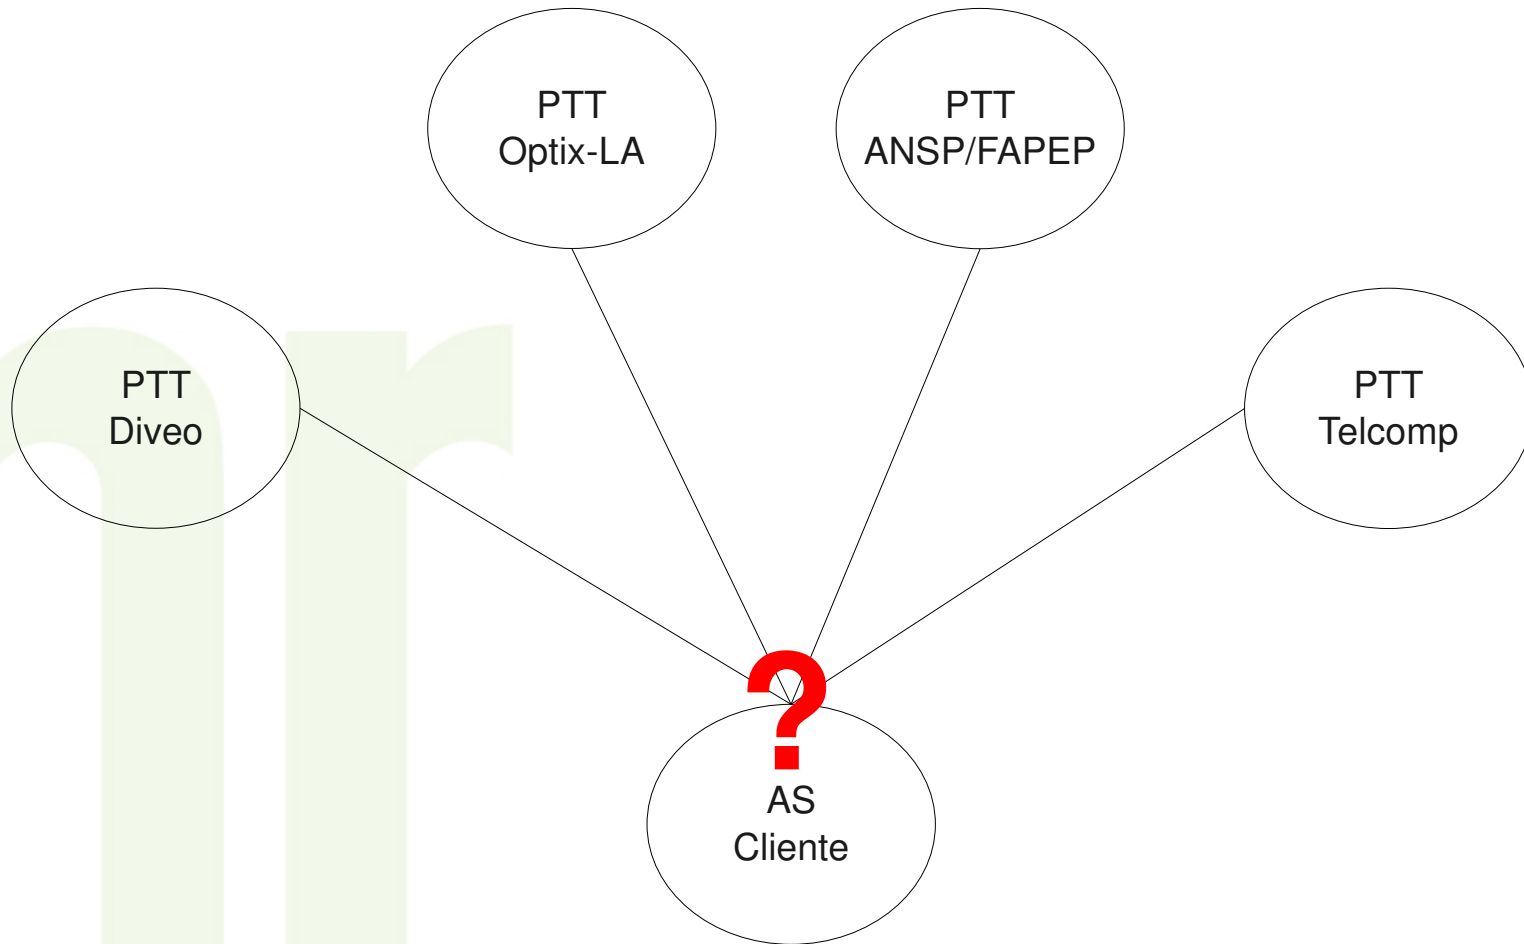 PTT
Optix-LA
PTT
ANSP/FAPEP
PTT
Diveo
PTT
Telcomp
?
AS
Cliente